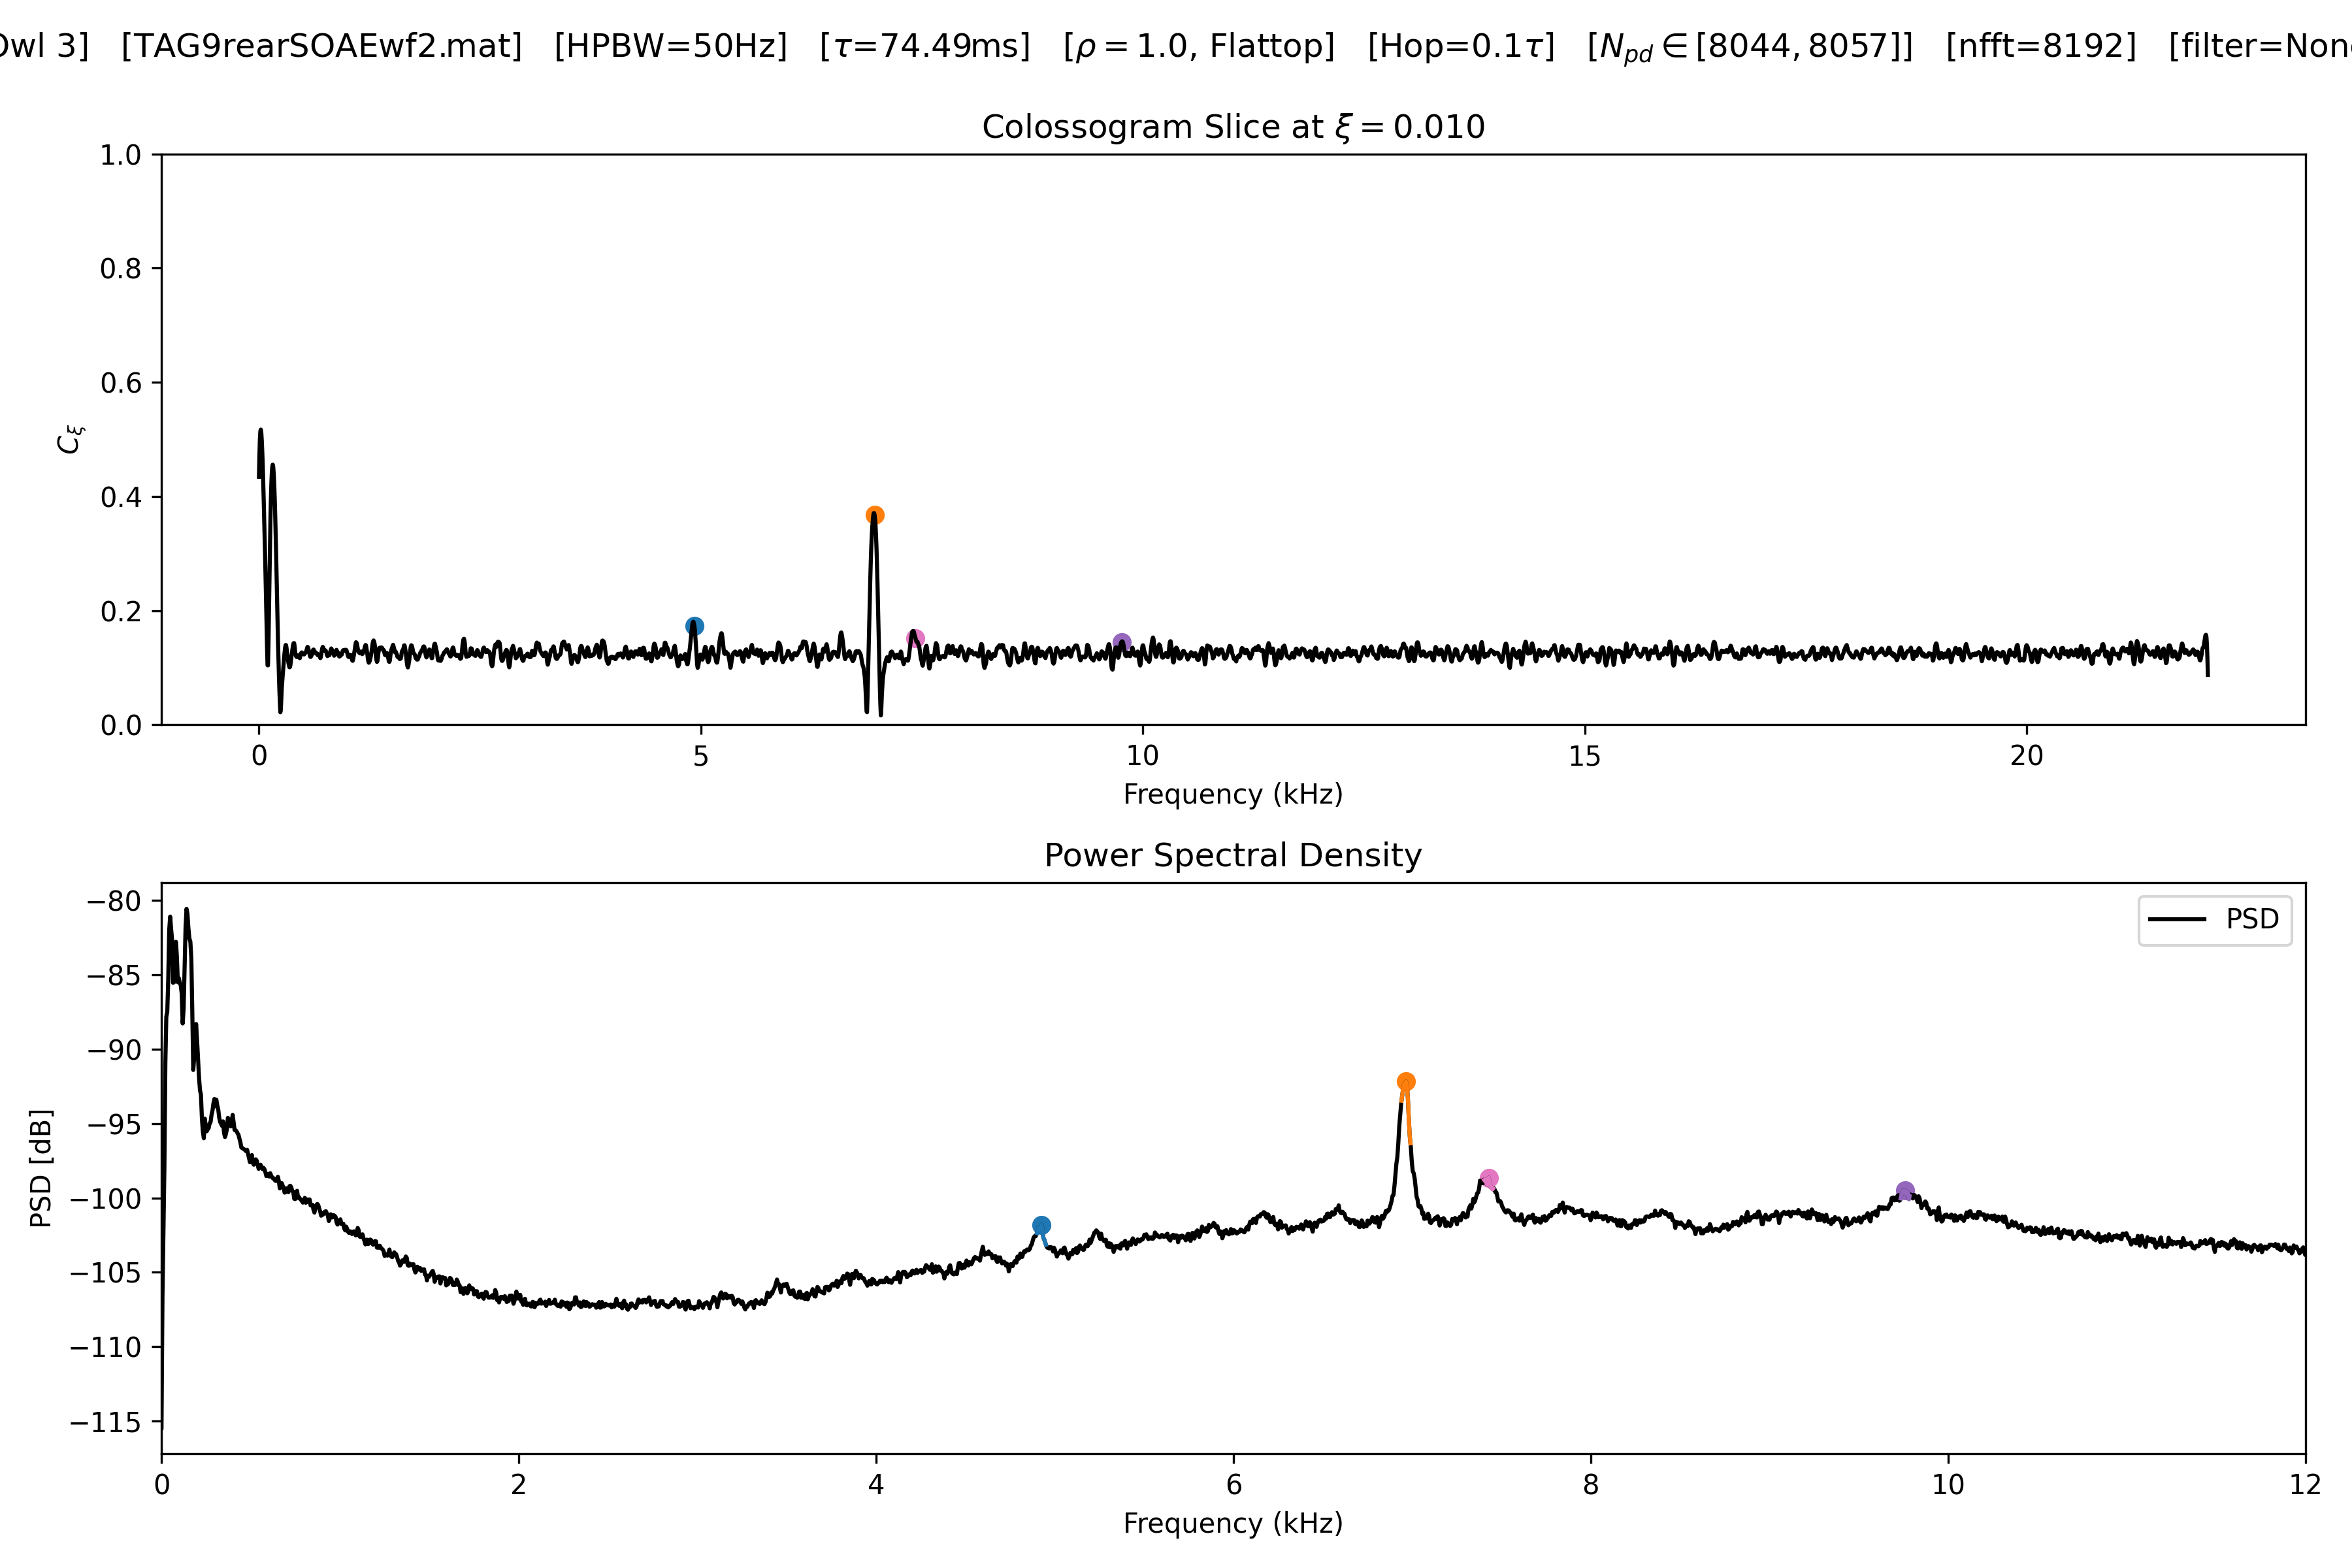 3] [TAG9rearSOAEwf2.mat] [HPBW=50Hz] [τ=74.49ms] [ρ = 1.0, Flattop] [Hop=0.1τ] [N_pd ∈ [8044, 8057]] [nfft=8192]
Colossogram Slice at ξ = 0.010
1.0
0.8
0.6
0.4
0.2
0.0
C_ξ
0 5 10 15 20
Frequency (kHz)
Power Spectral Density
−80
−85
−90
−95
−100
−105
−110
−115
PSD [dB]
PSD
0 2 4 6 8 10 12
Frequency (kHz)